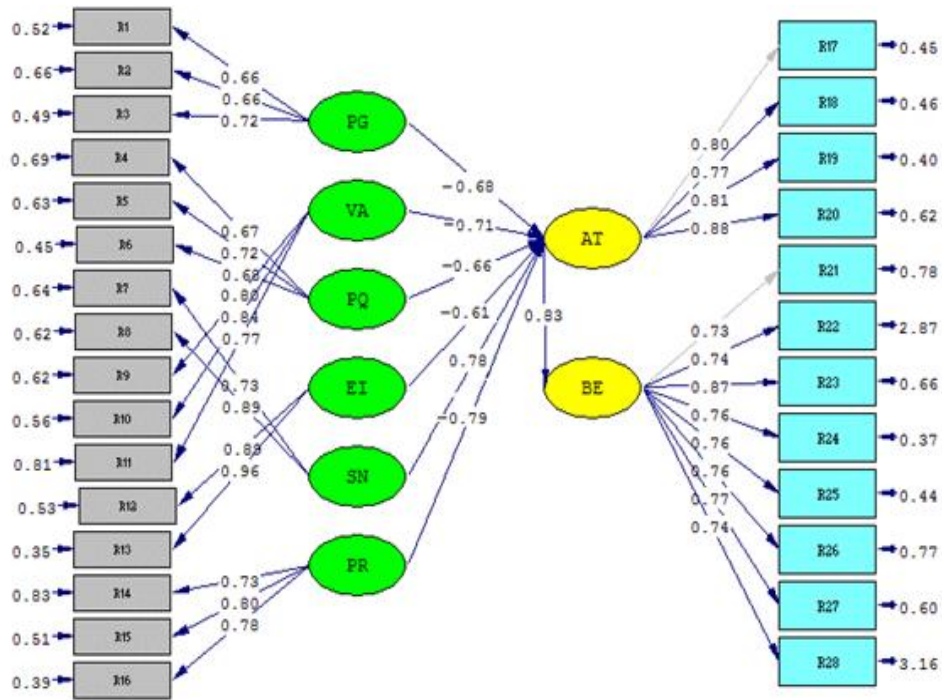 0.52 R1
0.66 R2
0.49 R3
0.69 R4
0.63 R5
0.45 R6
0.64 R7
0.62 R8
0.62 R9
0.56 R10
0.81 R11
0.53 R12
0.35 R13
0.83 R14
0.51 R15
0.39 R16
0.66
0.66
0.72
0.67
0.72
0.68
0.80
0.84
0.77
0.73
0.89
0.89
0.96
0.73
0.80
0.78
PG
VA
PQ
EI
SN
PR
-0.68
-0.71
-0.66
-0.61
0.78
-0.79
AT
0.83
BE
0.80
0.77
0.81
0.88
0.73
0.74
0.87
0.76
0.76
0.76
0.77
0.74
R17 0.45
R18 0.46
R19 0.40
R20 0.62
R21 0.78
R22 2.87
R23 0.66
R24 0.37
R25 0.44
R26 0.77
R27 0.60
R28 3.16